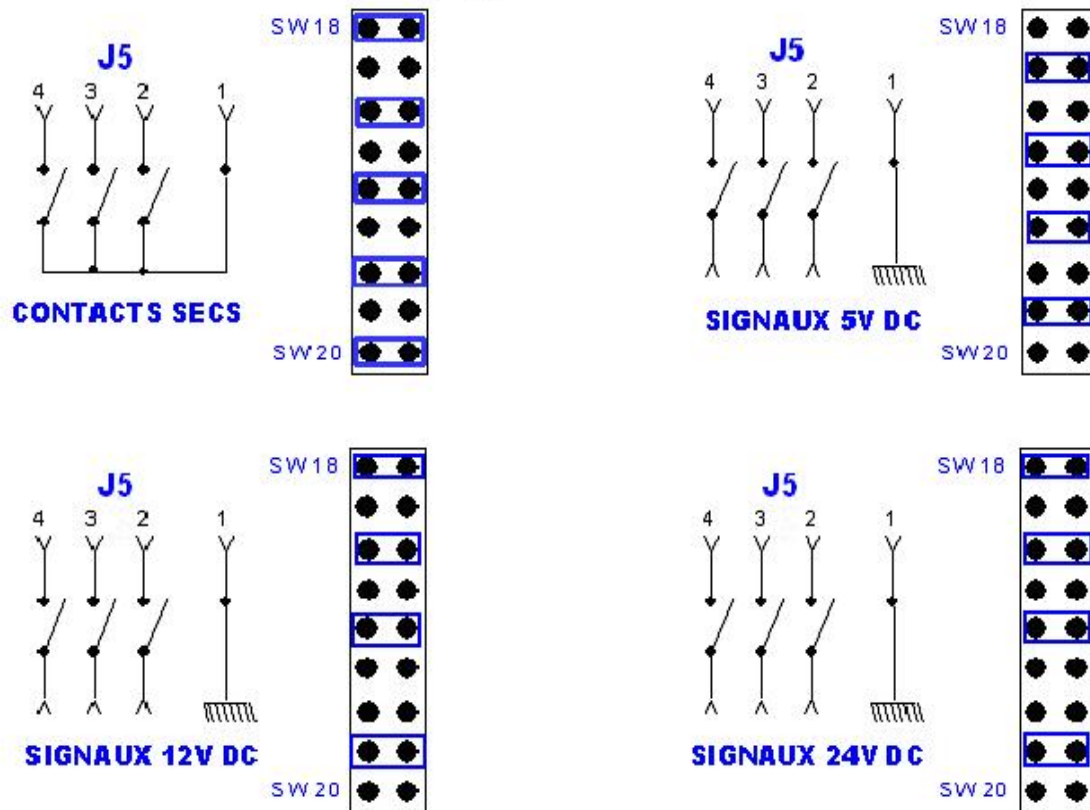 SW18
J5
4 3 2 1
CONTACTS SECS
SW20
SW18
J5
4 3 2 1
SIGNAUX 5V DC
SW20
SW18
J5
4 3 2 1
SIGNAUX 12V DC
SW20
SW18
J5
4 3 2 1
SIGNAUX 24V DC
SW20